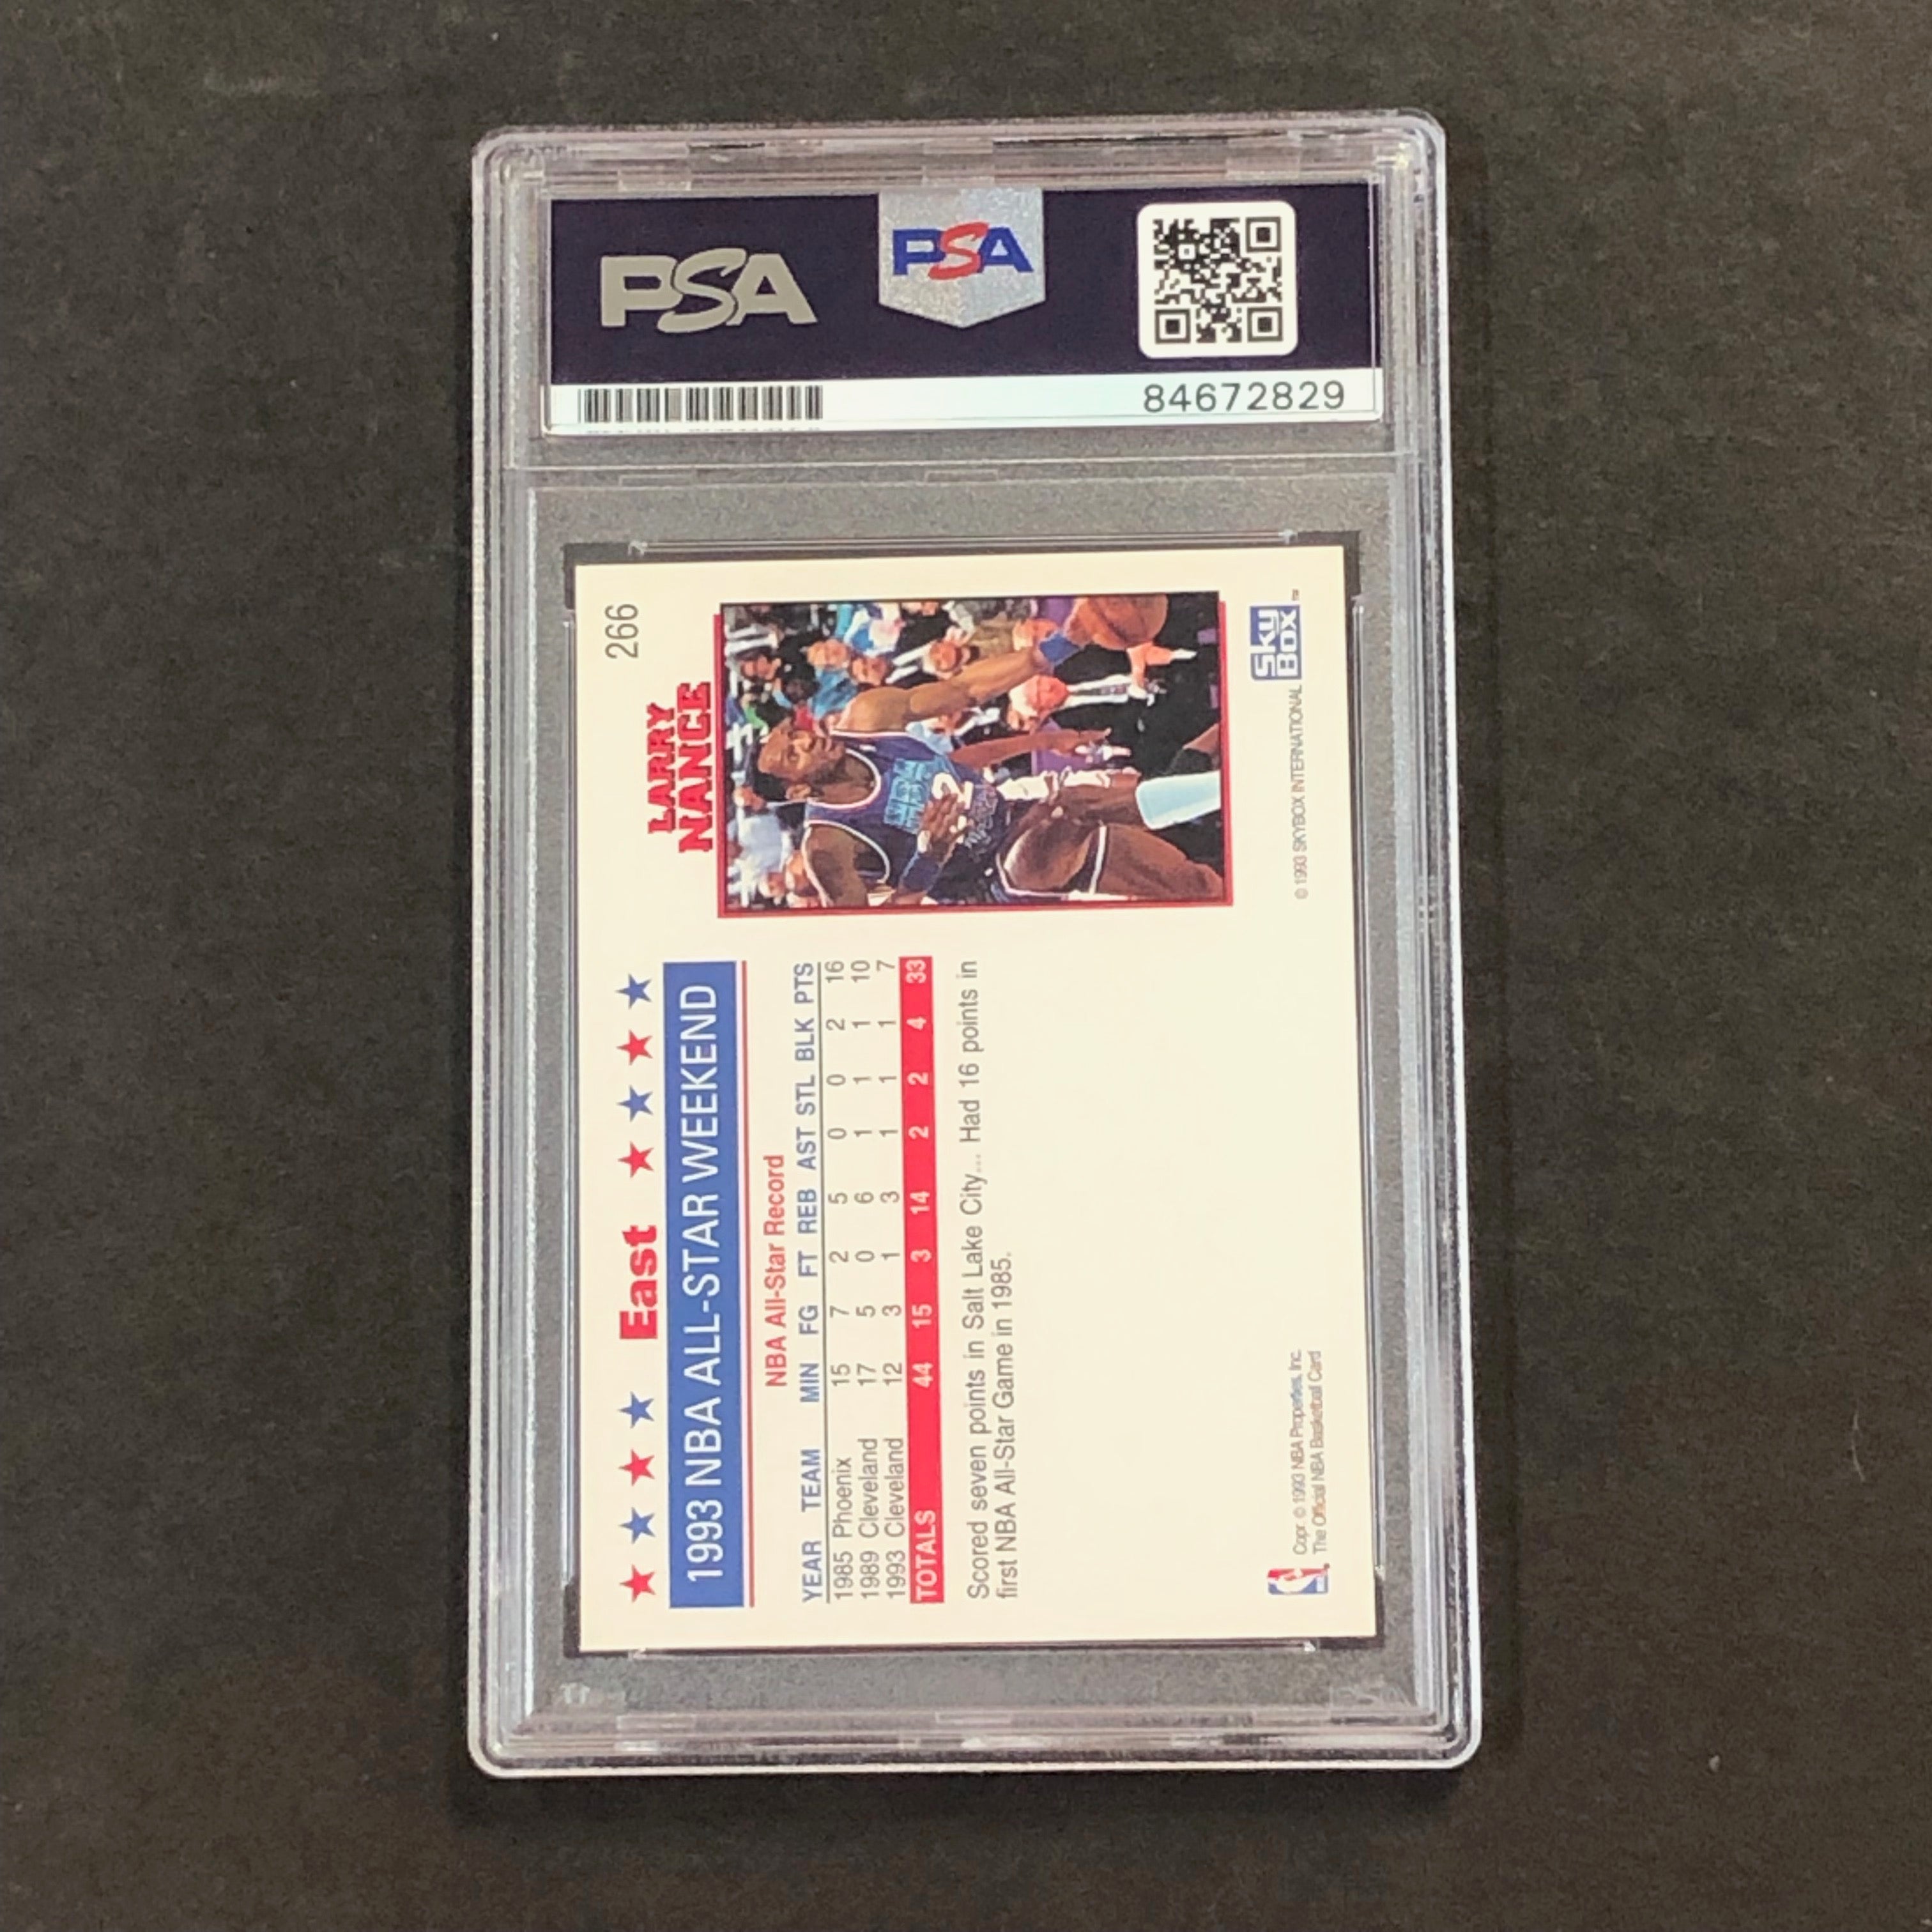 PSA
PSA
84672829
266
LARRY
NANCE
East
1993 NBA ALL-STAR WEEKEND
NBA All-Star Record
YEAR TEAM MIN FG FT REB AST STL BLK PTS
1985 Phoenix 15 7 2 5 0 0 2 16
1989 Cleveland 17 5 0 6 1 1 1 10
1993 Cleveland 12 3 1 3 1 1 1 7
TOTALS 44 15 3 14 2 2 4 33
Scored seven points in Salt Lake City... Had 16 points in
first NBA All-Star Game in 1985.
Copr. © 1993 NBA Properties, Inc.
The Official NBA Basketball Card
© 1993 SKYBOX INTERNATIONAL
SKY
BOX™